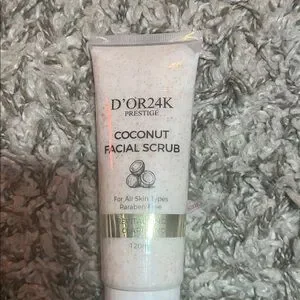 D'OR24K
PRESTIGE
COCONUT
FACIAL SCRUB
For All Skin Types
Paraben Free